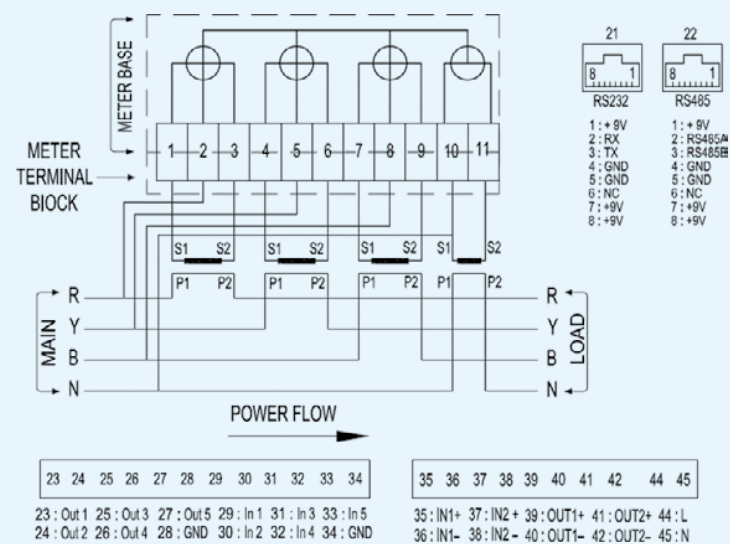 METER BASE
METER
TERMINAL
BIOCK
1 2 3 4 5 6 7 8 9 10 11
S1 S2 S1 S2 S1 S2 S1 S2
P1 P2 P1 P2 P1 P2 P1 P2
MAIN
R
Y
B
N
R
Y
B
N
LOAD
POWER FLOW
21
8 1
RS232
1 : + 9V
2 : RX
3 : TX
4 : GND
5 : GND
6 : NC
7 : +9V
8 : +9V
22
8 1
RS485
1 : + 9V
2 : RS485A
3 : RS485B
4 : GND
5 : GND
6 : NC
7 : +9V
8 : +9V
23 24 25 26 27 28 29 30 31 32 33 34
23 : Out 1 25 : Out 3 27 : Out 5 29 : In 1 31 : In 3 33 : In 5
24 : Out 2 26 : Out 4 28 : GND 30 : In 2 32 : In 4 34 : GND
35 36 37 38 39 40 41 42 44 45
35 : IN1+ 37 : IN2 + 39 : OUT1+ 41 : OUT2+ 44 : L
36 : IN1– 38 : IN2– 40 : OUT1– 42 : OUT2– 45 : N